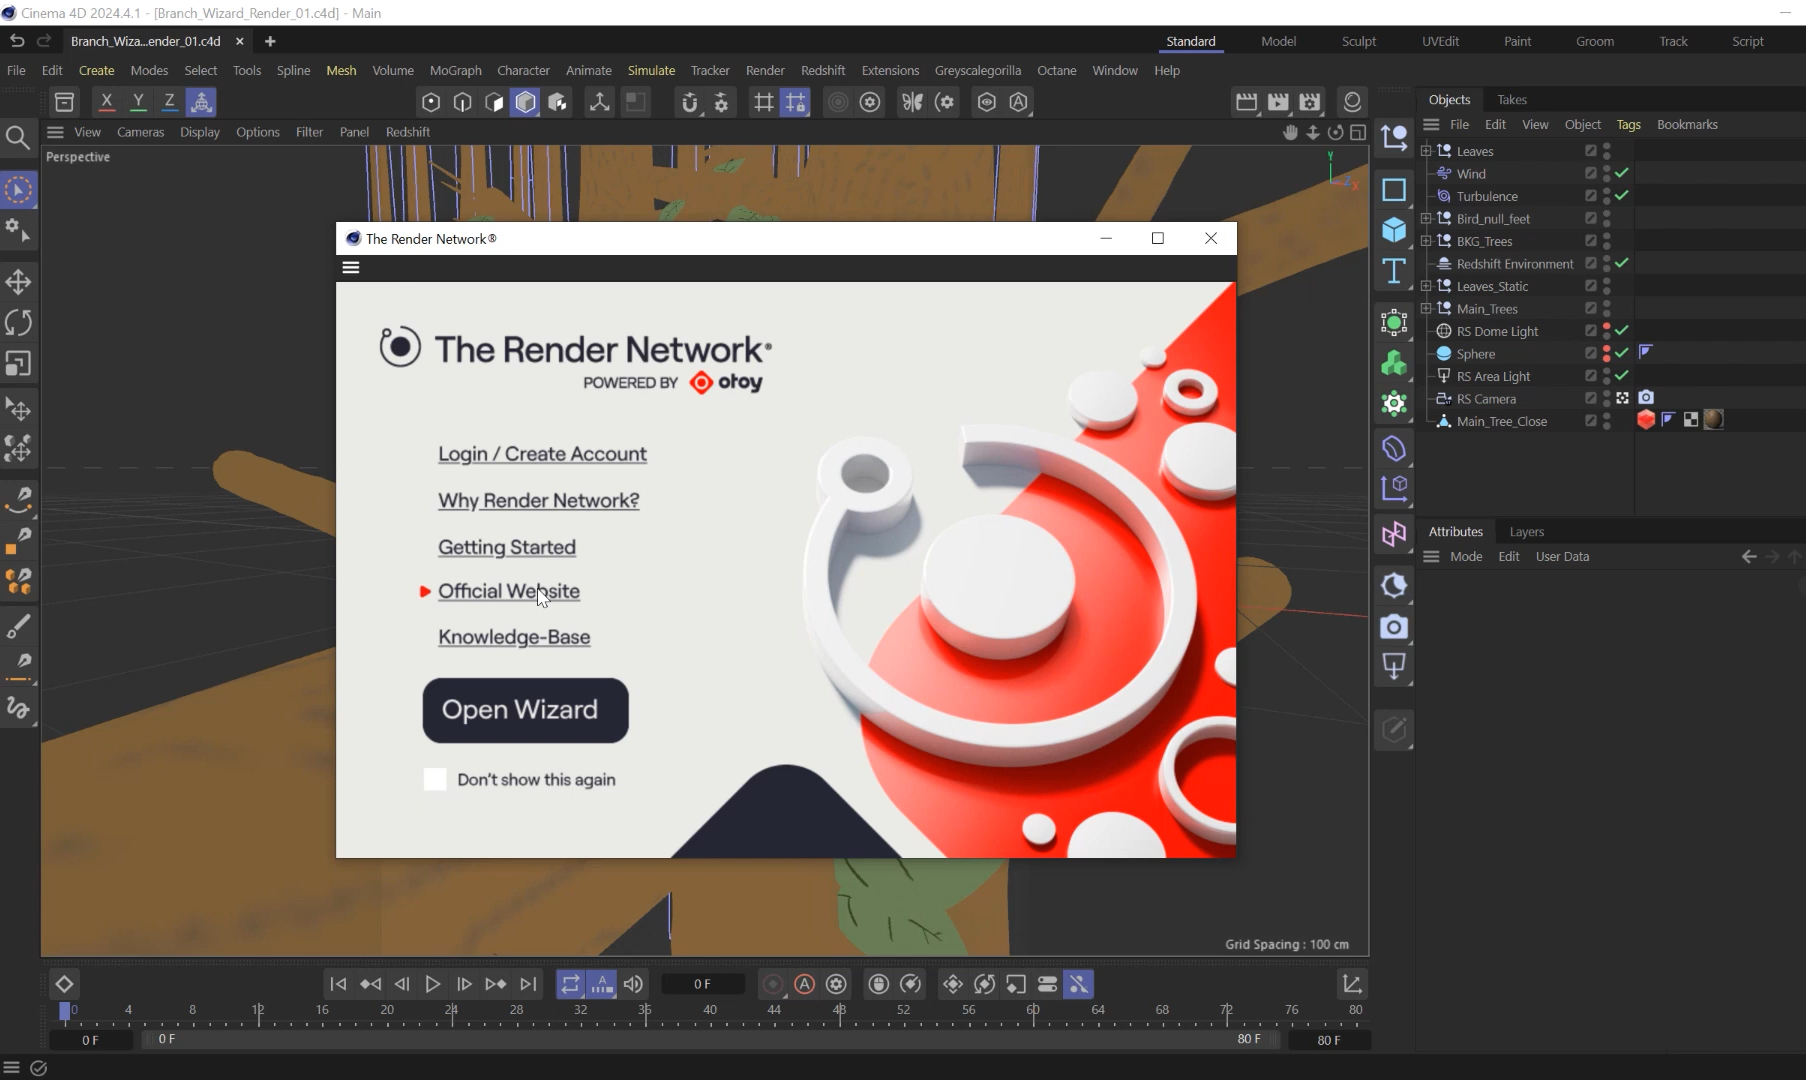 Cinema 4D 2024.4.1 - [Branch_Wizard_Render_01.c4d] - Main
Branch_Wiza...ender_01.c4d
Standard Model Sculpt UVEdit Paint Groom Track Script
File Edit Create Modes Select Tools Spline Mesh Volume MoGraph Character Animate Simulate Tracker Render Redshift Extensions Greyscalegorilla Octane Window Help
X Y Z
Objects Takes
View Cameras Display Options Filter Panel Redshift
File Edit View Object Tags Bookmarks
Perspective
Y
Z
X
Leaves
Wind
Turbulence
Bird_null_feet
BKG_Trees
Redshift Environment
Leaves_Static
Main_Trees
RS Dome Light
Sphere
RS Area Light
RS Camera
Main_Tree_Close
The Render Network®
The Render Network®
POWERED BY otoy
Login / Create Account
Why Render Network?
Getting Started
Official Website
Knowledge-Base
Open Wizard
Don't show this again
Attributes Layers
Mode Edit User Data
Grid Spacing : 100 cm
0 F
0 4 8 12 16 20 24 28 32 36 40 44 48 52 56 60 64 68 72 76 80
0 F 0 F 80 F 80 F